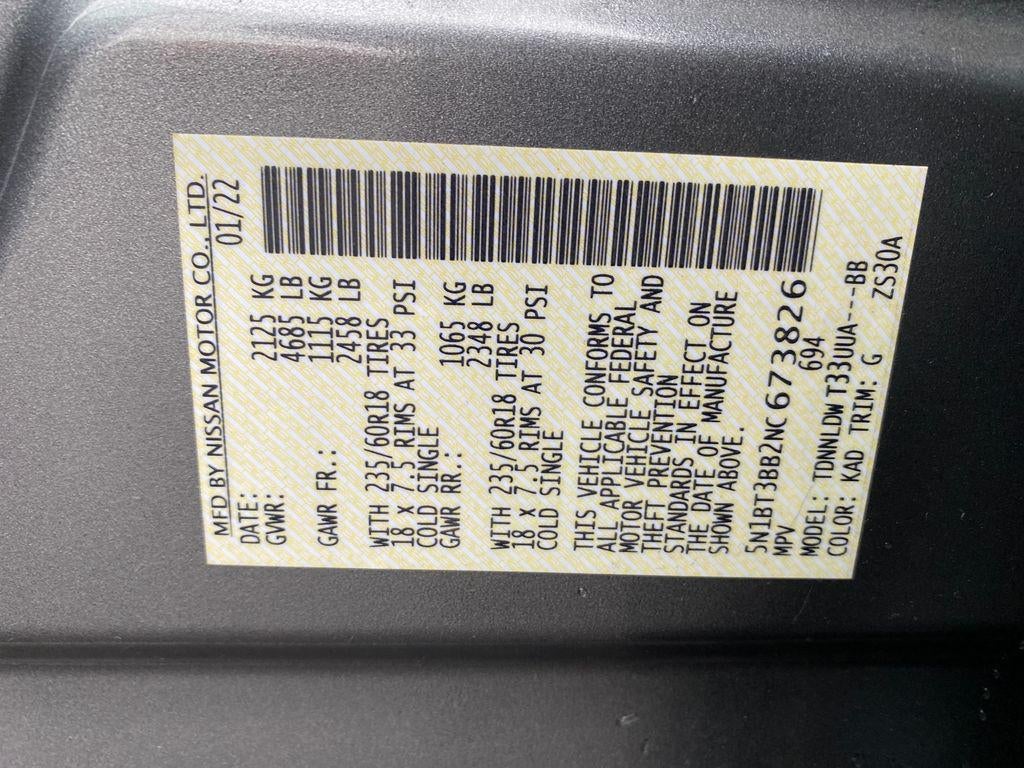 MFD BY NISSAN MOTOR CO., LTD.
DATE: 01/22
GVWR: 2125 KG
4685 LB
GAWR FR.: 1115 KG
2458 LB
WITH 235/60R18 TIRES
18 X 7.5 RIMS AT 33 PSI
COLD SINGLE
GAWR RR.: 1065 KG
2348 LB
WITH 235/60R18 TIRES
18 X 7.5 RIMS AT 30 PSI
COLD SINGLE
THIS VEHICLE CONFORMS TO
ALL APPLICABLE FEDERAL
MOTOR VEHICLE SAFETY AND
THEFT PREVENTION
STANDARDS IN EFFECT ON
THE DATE OF MANUFACTURE
SHOWN ABOVE.
5N1BT3BB2NC673826
MPV 694
MODEL: TDNNLDW T33UUA---BB
COLOR: KAD TRIM: G ZS30A